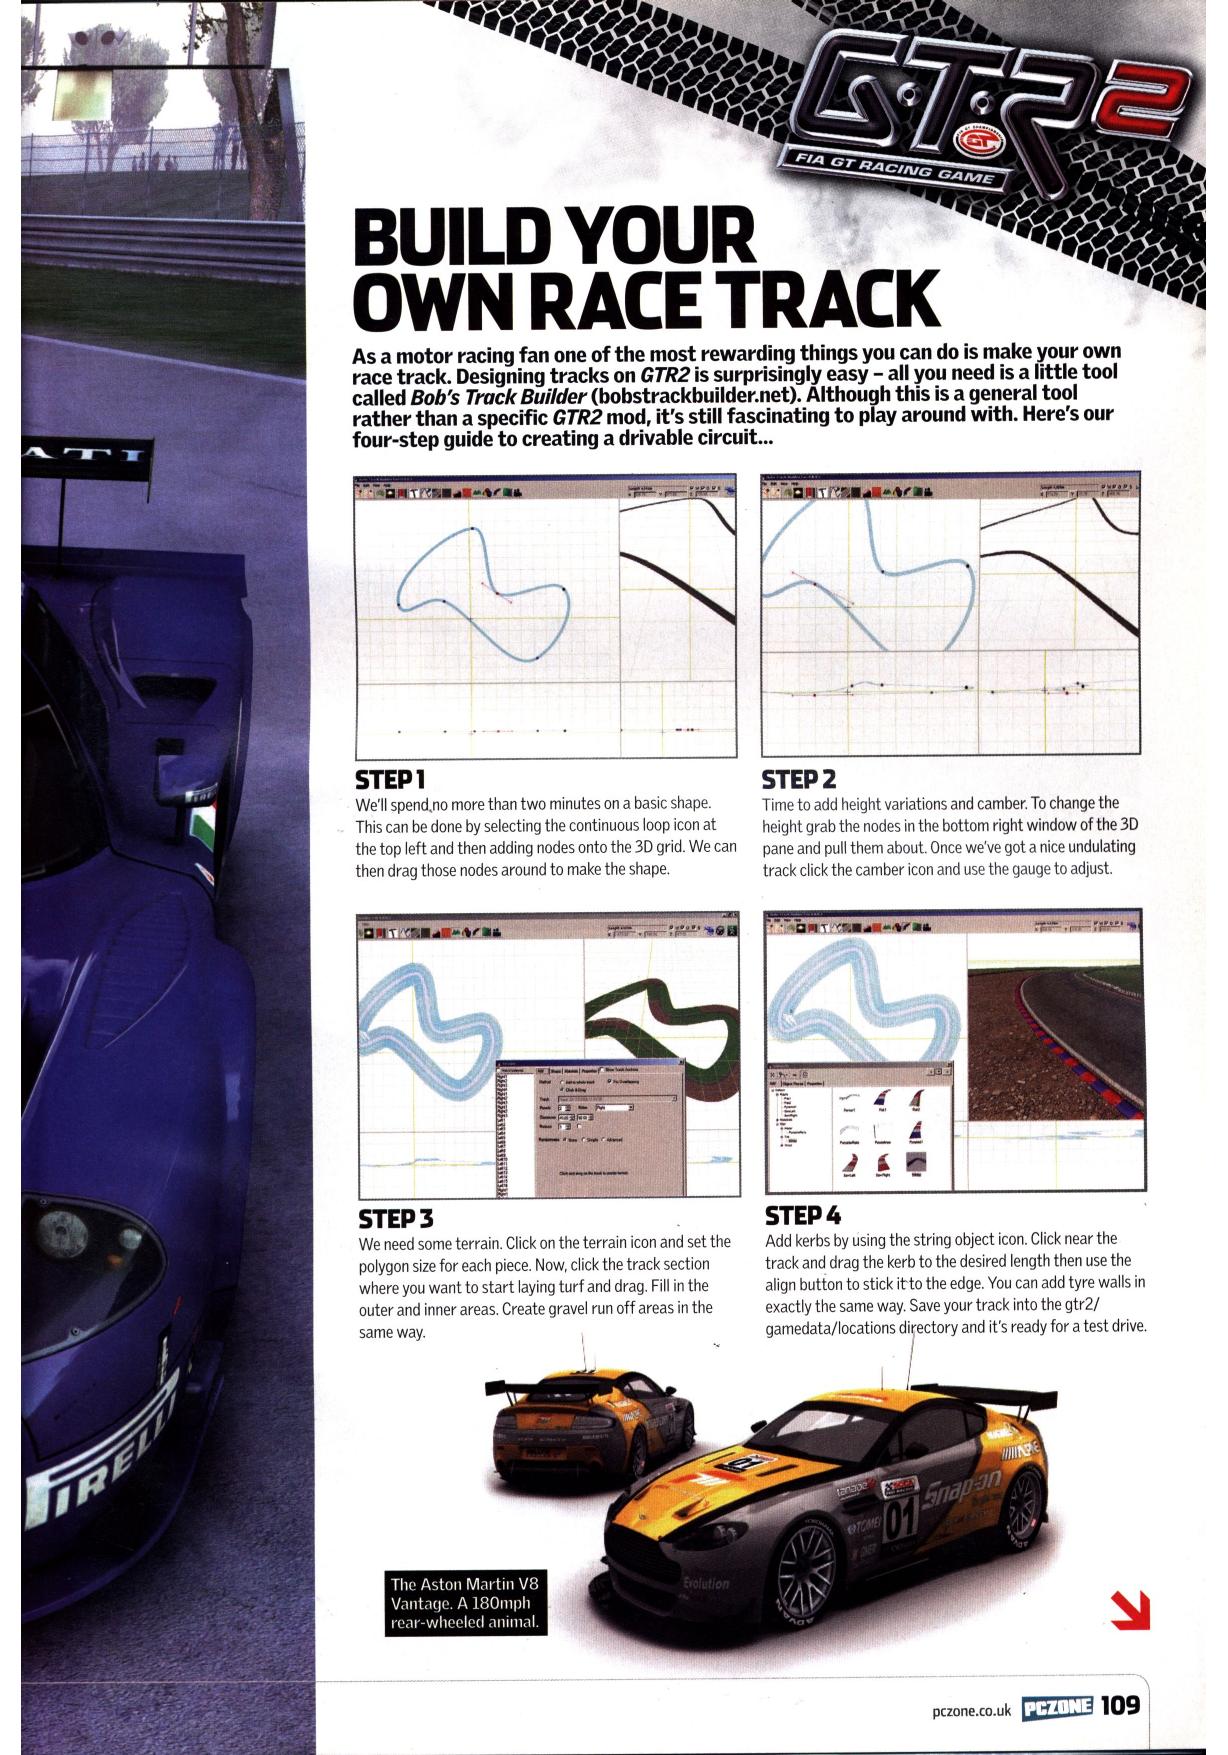 GTR2
FIA GT RACING GAME
BUILD YOUR
OWN RACE TRACK
As a motor racing fan one of the most rewarding things you can do is make your own
race track. Designing tracks on GTR2 is surprisingly easy – all you need is a little tool
called Bob's Track Builder (bobstrackbuilder.net). Although this is a general tool
rather than a specific GTR2 mod, it's still fascinating to play around with. Here's our
four-step guide to creating a drivable circuit...
ATI
STEP 1
We'll spend no more than two minutes on a basic shape.
This can be done by selecting the continuous loop icon at
the top left and then adding nodes onto the 3D grid. We can
then drag those nodes around to make the shape.
STEP 2
Time to add height variations and camber. To change the
height grab the nodes in the bottom right window of the 3D
pane and pull them about. Once we've got a nice undulating
track click the camber icon and use the gauge to adjust.
STEP 3
We need some terrain. Click on the terrain icon and set the
polygon size for each piece. Now, click the track section
where you want to start laying turf and drag. Fill in the
outer and inner areas. Create gravel run off areas in the
same way.
STEP 4
Add kerbs by using the string object icon. Click near the
track and drag the kerb to the desired length then use the
align button to stick it to the edge. You can add tyre walls in
exactly the same way. Save your track into the gtr2/
gamedata/locations directory and it's ready for a test drive.
PIRELLI
Snap-on
01
01
TOMEI
Evolution
ADVAN
The Aston Martin V8
Vantage. A 180mph
rear-wheeled animal.
pczone.co.uk PCZONE 109